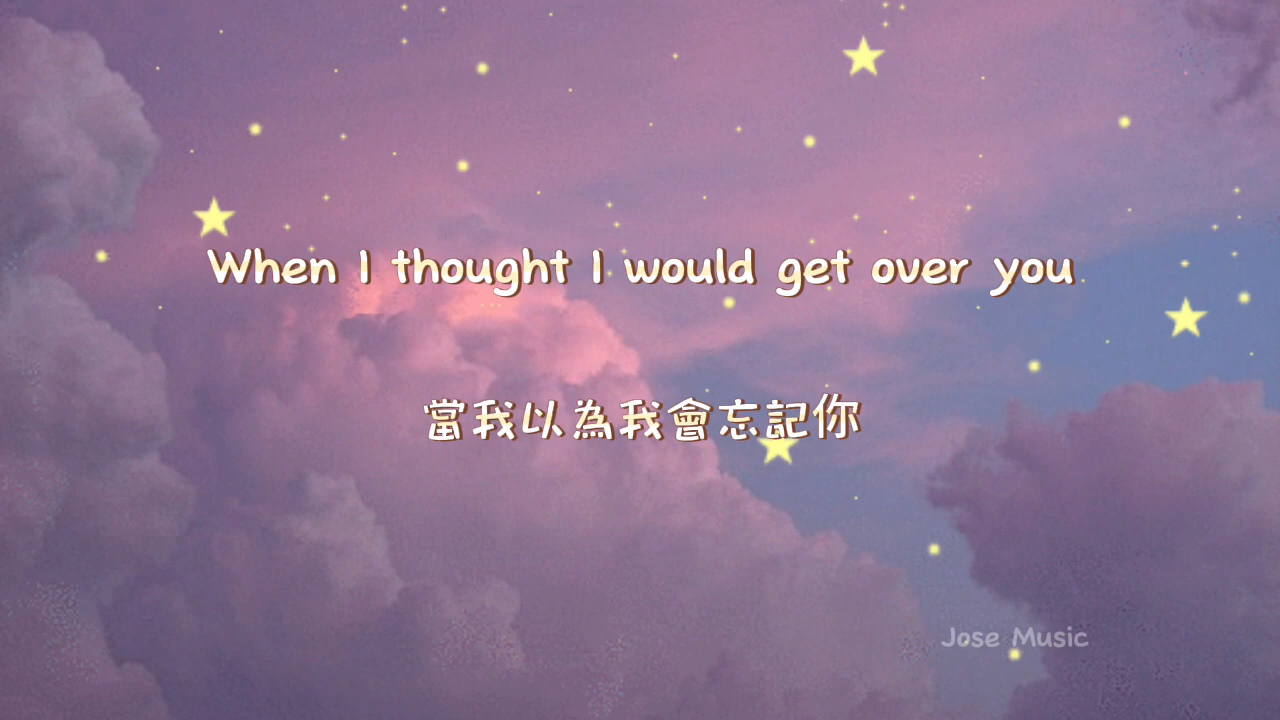 When I thought I would get over you
當我以為我會忘記你
Jose Music